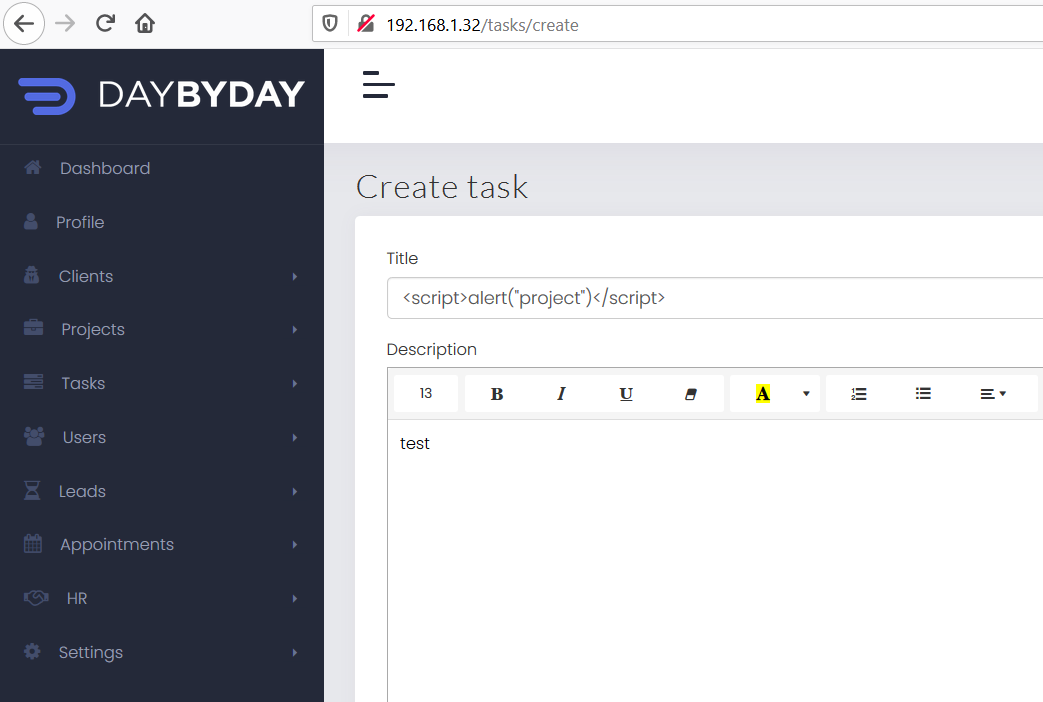 192.168.1.32/tasks/create
DAYBYDAY
Dashboard
Profile
Clients
Projects
Tasks
Users
Leads
Appointments
HR
Settings
Create task
Title
<script>alert("project")</script>
Description
13 B I U A
test